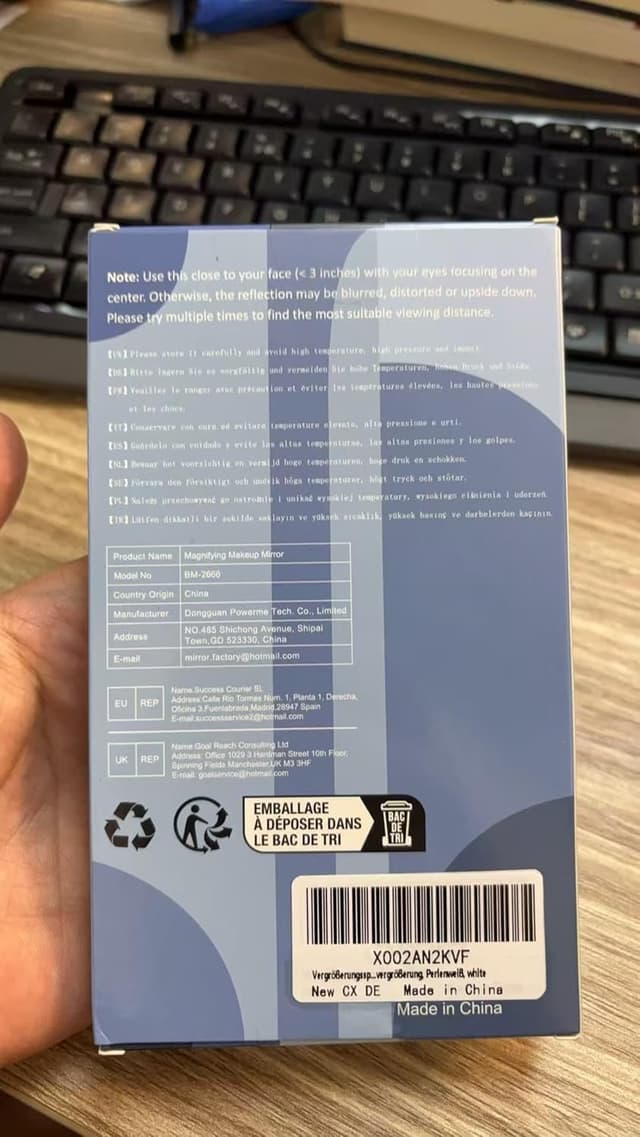 Note: Use this close to your face (< 3 inches) with your eyes focusing on the
center. Otherwise, the reflection may be blurred, distorted or upside down,
Please try multiple times to find the most suitable viewing distance.
【EN】Please store it carefully and avoid high temperature, high pressure and impact.
【DE】Bitte lagern Sie es sorgfältig und vermeiden Sie hohe Temperaturen, hohen Druck und Stöße.
【FR】Veuillez le ranger avec précaution et éviter les températures élevées, les hautes pressions
et les chocs.
【IT】Conservare con cura ed evitare temperature elevate, alta pressione e urti.
【ES】Guárdelo con cuidado y evite las altas temperaturas, las altas presiones y los golpes.
【NL】Bewaar het voorzichtig en vermijd hoge temperaturen, hoge druk en schokken.
【SE】Förvara den försiktigt och undvik höga temperaturer, högt tryck och stötar.
【PL】Należy przechowywać go ostrożnie i unikać wysokiej temperatury, wysokiego ciśnienia i uderzeń
【TR】Lütfen dikkatli bir şekilde saklayın ve yüksek sıcaklık, yüksek basınç ve darbelerden kaçının.
Product Name Magnifying Makeup Mirror
Model No BM-2666
Country Origin China
Manufacturer Dongguan Powerme Tech. Co., Limited
Address NO.485 Shichong Avenue, Shipai
Town,GD 523330, China
E-mail mirror.factory@hotmail.com
EU REP
Name:Success Courier SL
Address:Calle Rio Tormes Num. 1, Planta 1, Derecha,
Oficina 3,Fuenlabrada,Madrid,28947 Spain
E-mail:successservice2@hotmail.com
UK REP
Name:Goal Reach Consulting Ltd
Address: Office 1029 3 Hardman Street 10th Floor,
Spinning Fields Manchester,UK M3 3HF
E-mail: goalservice@hotmail.com
EMBALLAGE
À DÉPOSER DANS
LE BAC DE TRI
BAC
DE
TRI
X002AN2KVF
Vergrößerungssp...vergrößerung, Perlenweiß, white
New CX DE Made in China
Made in China